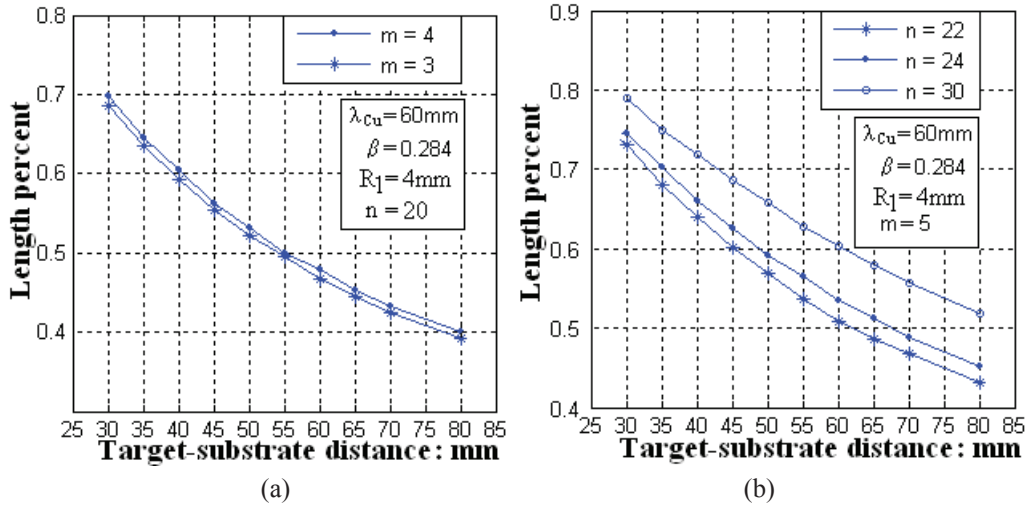 0.8
0.7
0.6
0.5
0.4
Length percent
m = 4
m = 3
λCu=60mm
β=0.284
R1=4mm
n = 20
25 30 35 40 45 50 55 60 65 70 75 80 85
Target-substrate distance: mm
(a)
0.9
0.8
0.7
0.6
0.5
0.4
Length percent
n = 22
n = 24
n = 30
λCu=60mm
β=0.284
R1=4mm
m=5
25 30 35 40 45 50 55 60 65 70 75 80 85
Target-substrate distance: mm
(b)